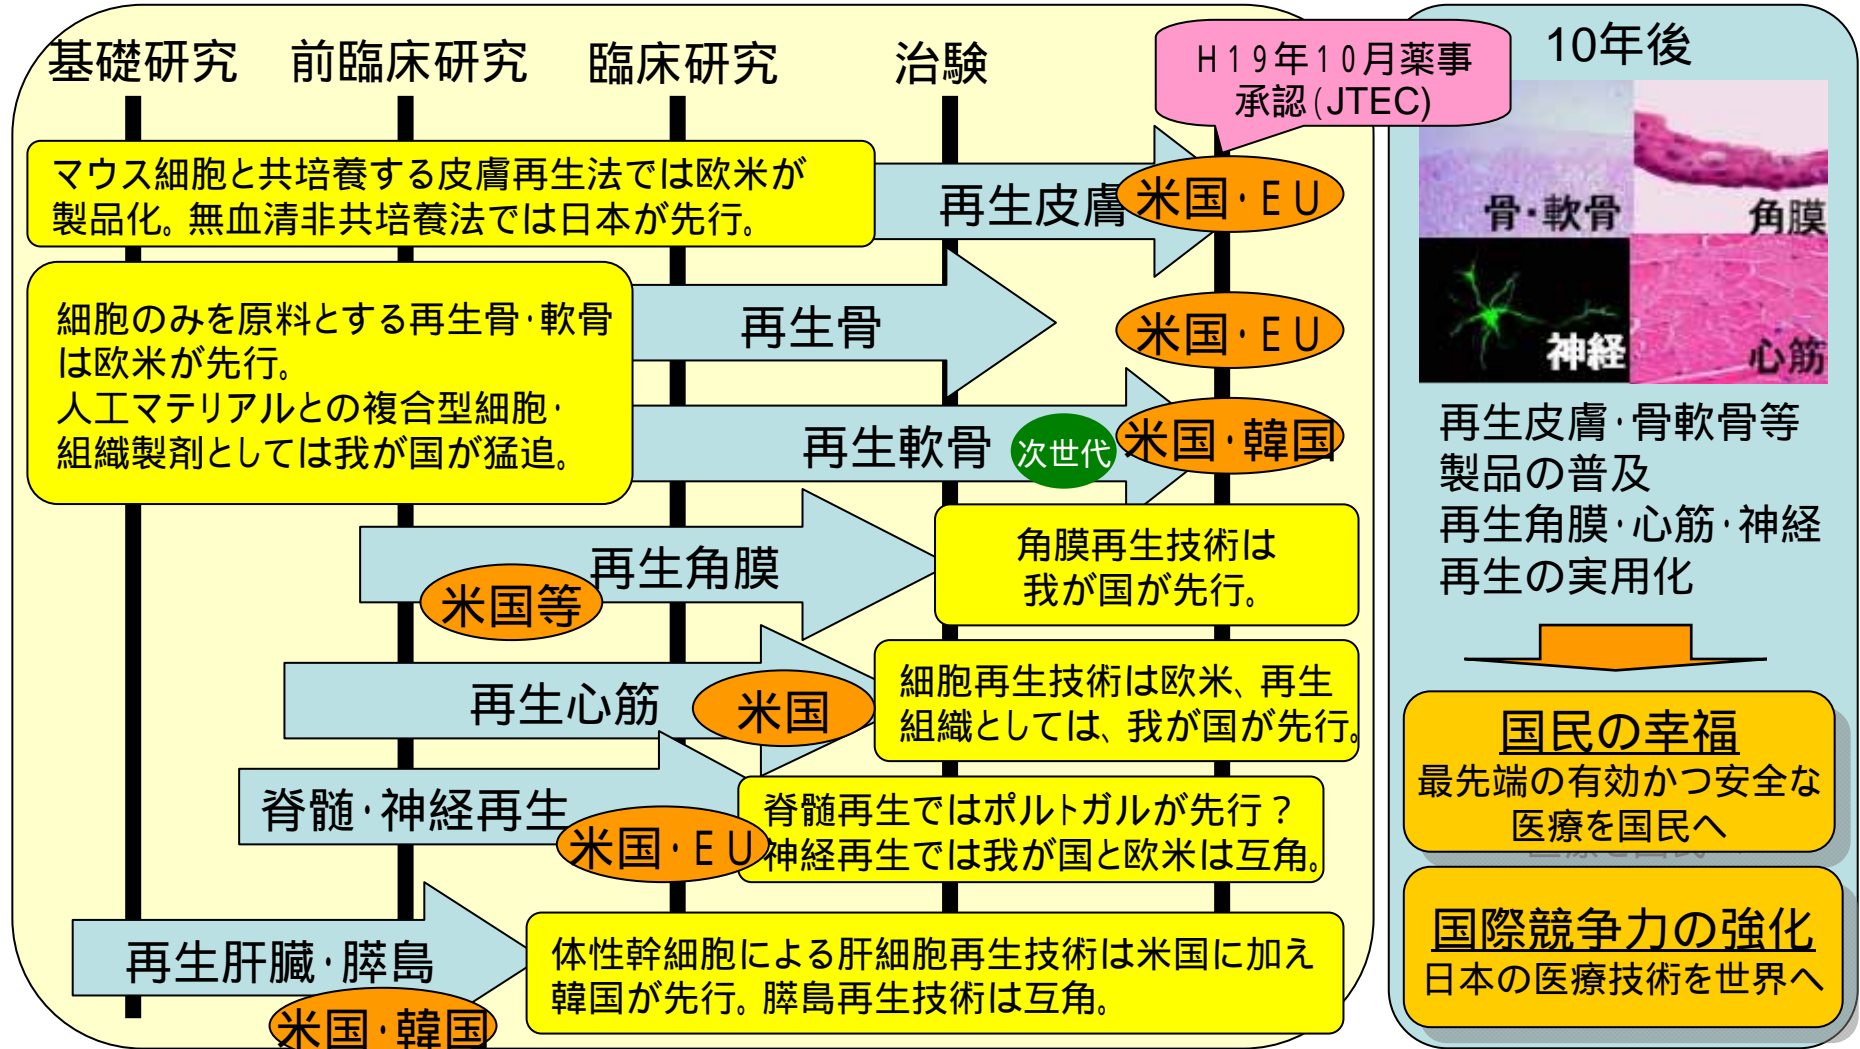 基礎研究
前臨床研究
臨床研究
治験
H19年10月薬事
承認(JTEC)
マウス細胞と共培養する皮膚再生法では欧米が
製品化。無血清非共培養法では日本が先行。
再生皮膚
米国・EU
細胞のみを原料とする再生骨・軟骨
は欧米が先行。
人工マテリアルとの複合型細胞・
組織製剤としては我が国が猛追。
再生骨
米国・EU
再生軟骨
次世代
米国・韓国
再生角膜
米国等
角膜再生技術は
我が国が先行。
再生心筋
米国
細胞再生技術は欧米、再生
組織としては、我が国が先行。
脊髄・神経再生
米国・EU
脊髄再生ではポルトガルが先行?
神経再生では我が国と欧米は互角。
再生肝臓・膵島
米国・韓国
体性幹細胞による肝細胞再生技術は米国に加え
韓国が先行。膵島再生技術は互角。
10年後
骨・軟骨
角膜
神経
心筋
再生皮膚・骨軟骨等
製品の普及
再生角膜・心筋・神経
再生の実用化
国民の幸福
最先端の有効かつ安全な
医療を国民へ
国際競争力の強化
日本の医療技術を世界へ